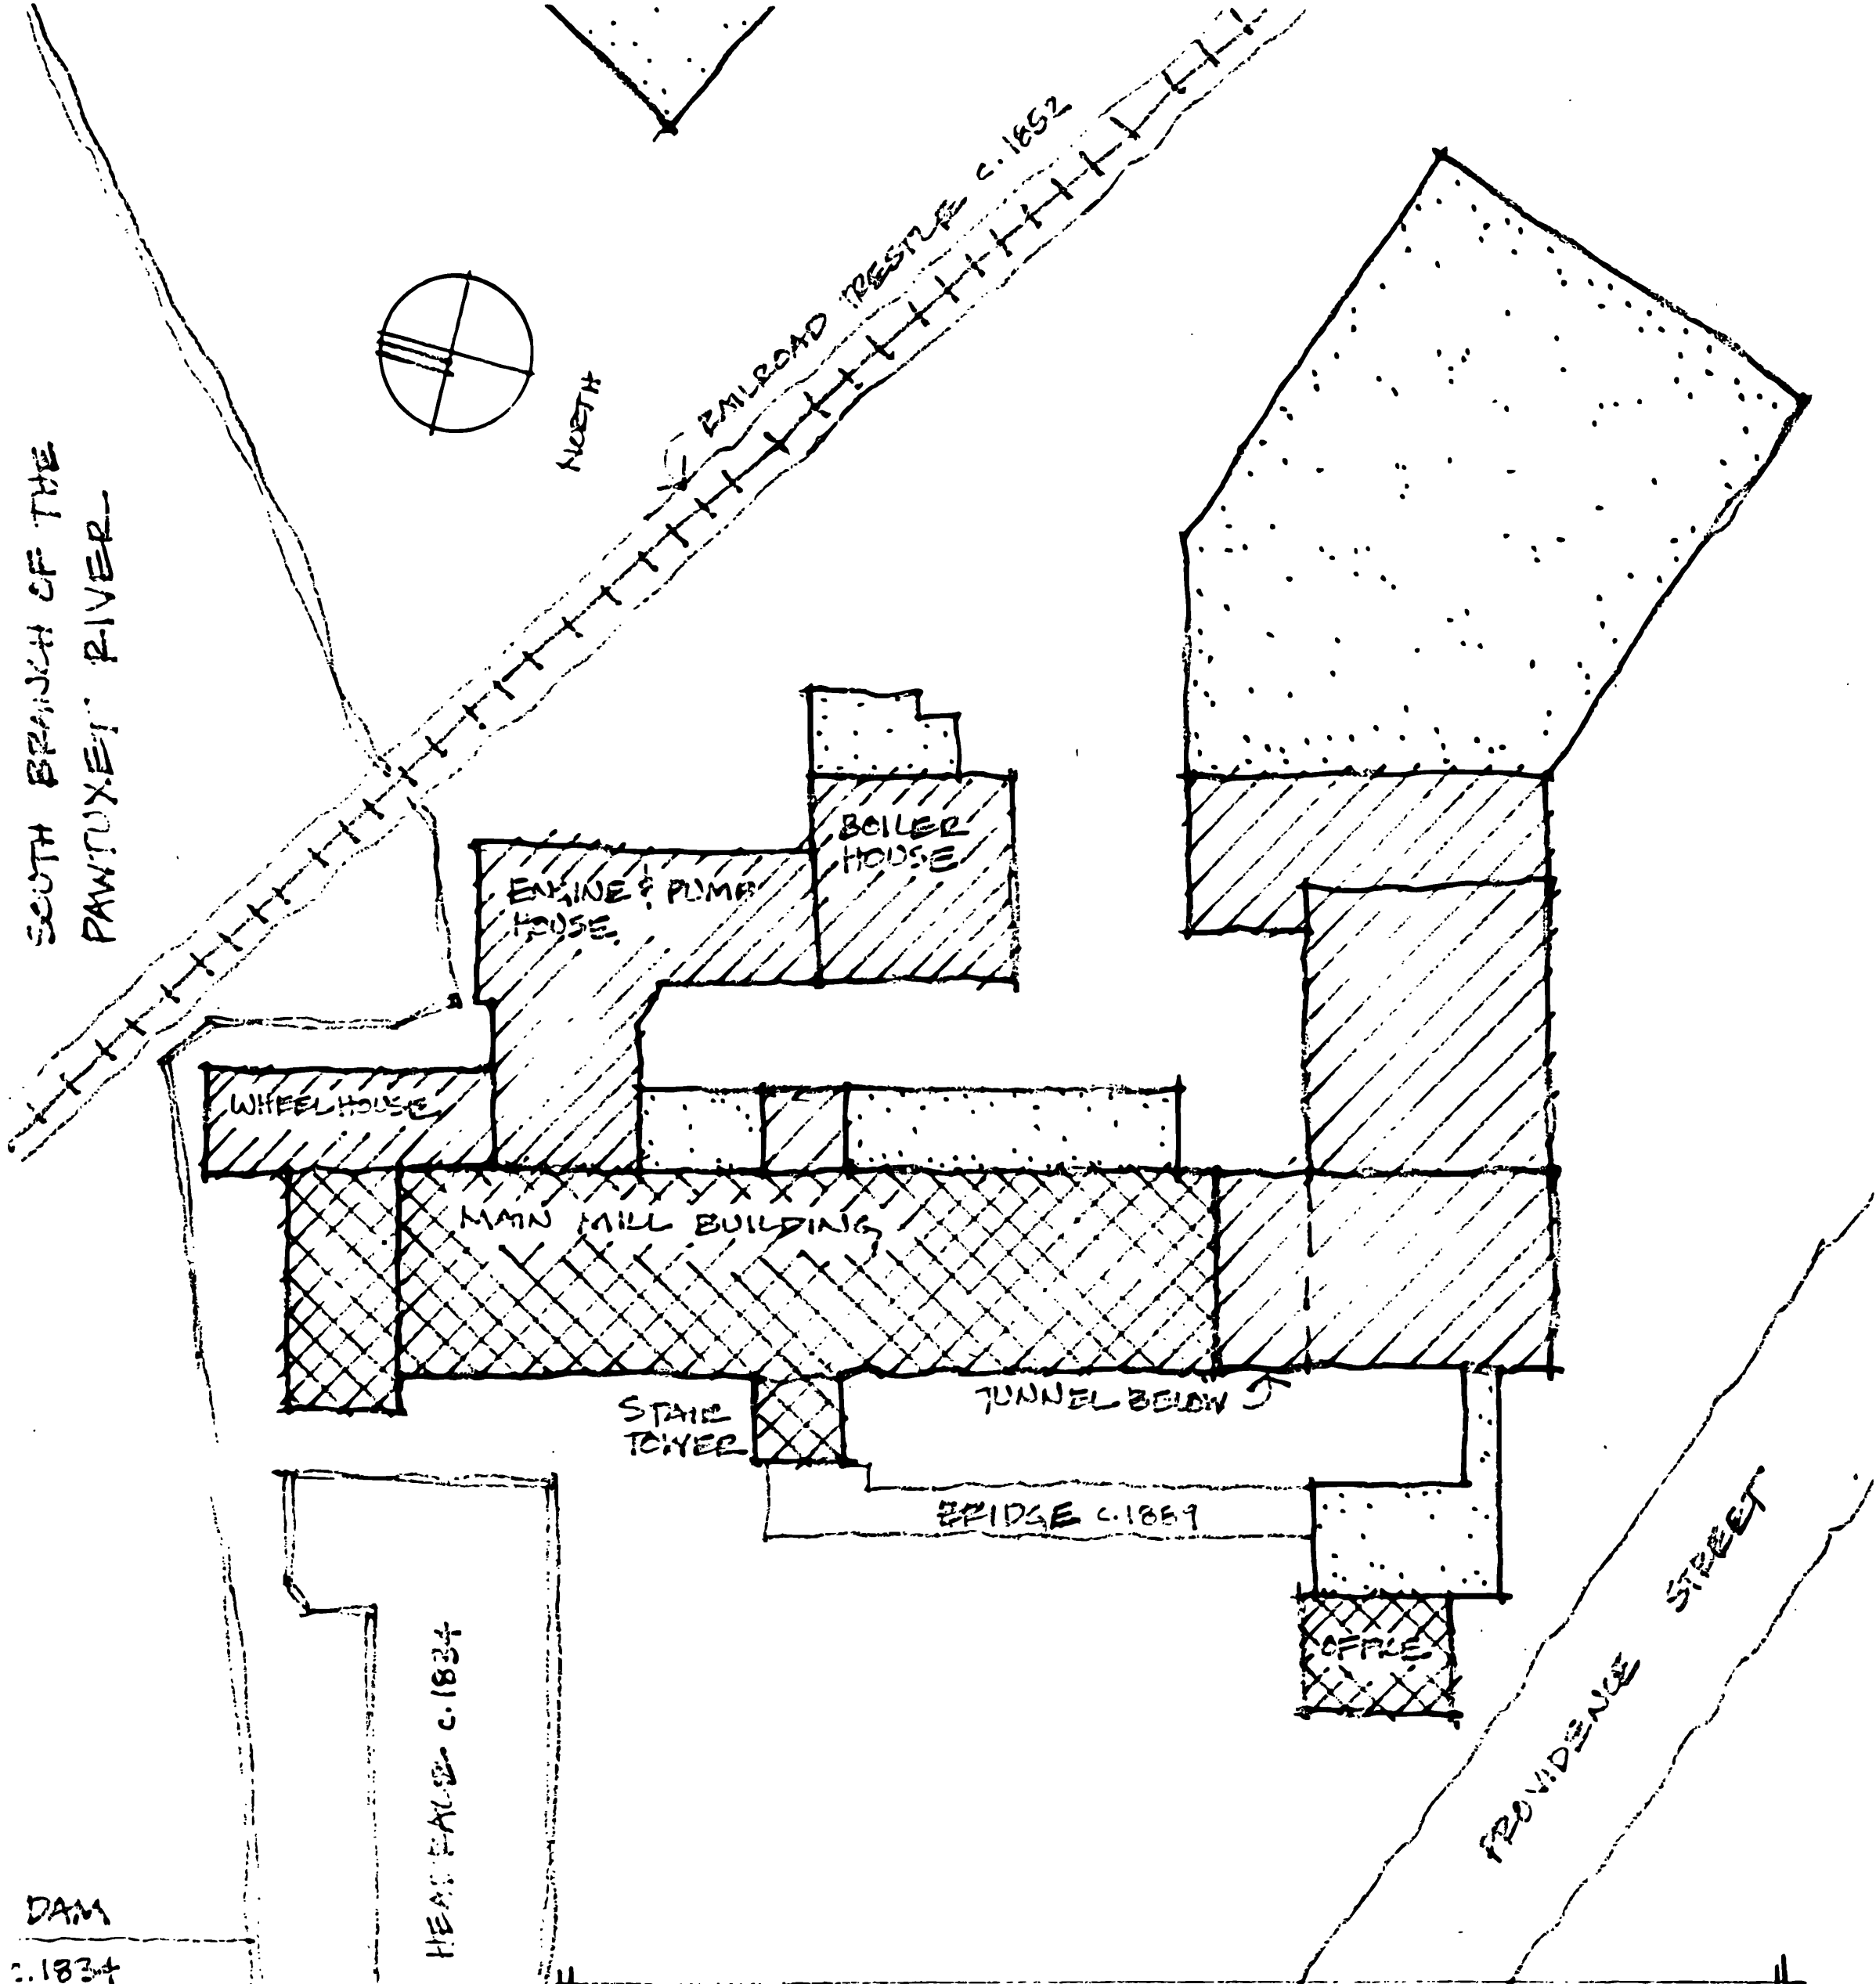 RAILROAD TRESTLE c. 1852
NORTH
SOUTH BRANCH OF THE
PAWTUXET RIVER
BOILER
HOUSE
ENGINE & PUMP
HOUSE
WHEELHOUSE
MAIN MILL BUILDING
STAIR
TOWER
TUNNEL BELOW
BRIDGE c.1889
OFFICE
PROVIDENCE STREET
HEADRACE c.1834
DAM
c.1834